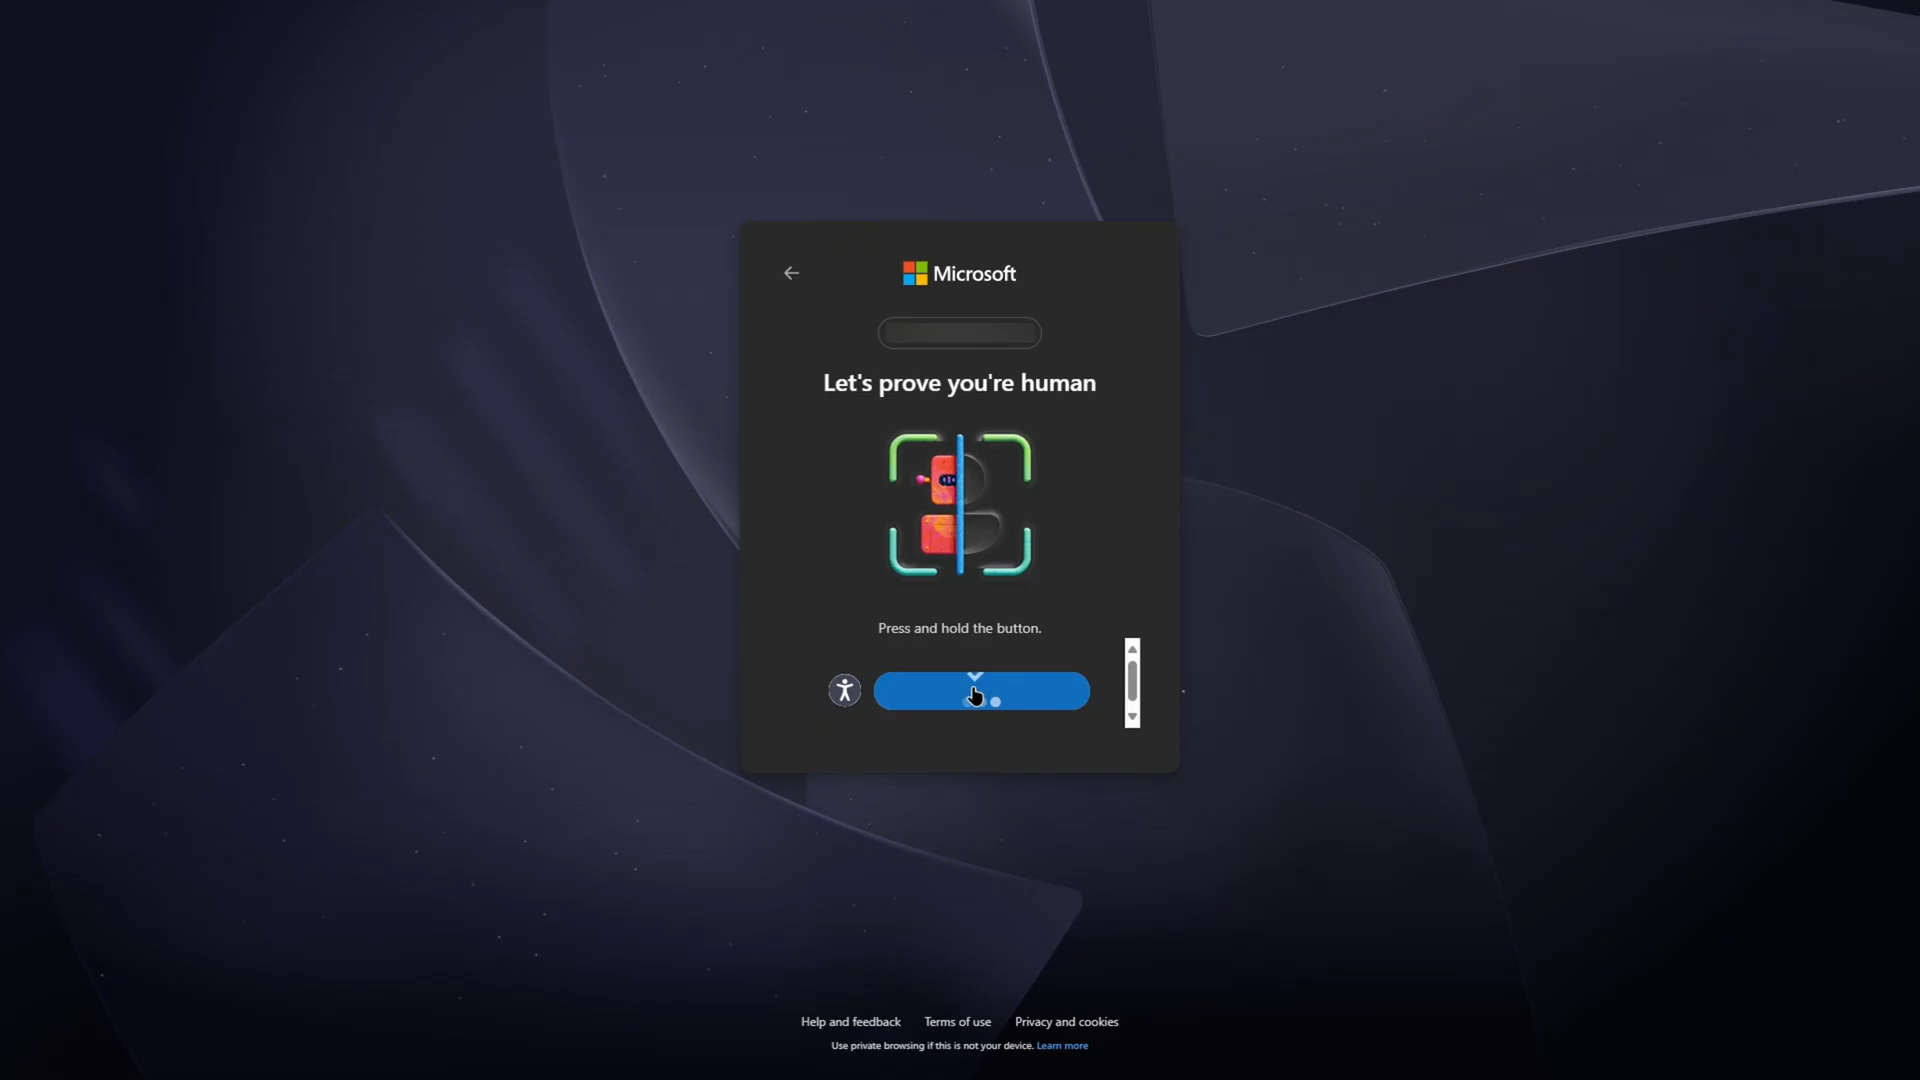 Microsoft
Let's prove you're human
Press and hold the button.
Help and feedback
Terms of use
Privacy and cookies
Use private browsing if this is not your device. Learn more